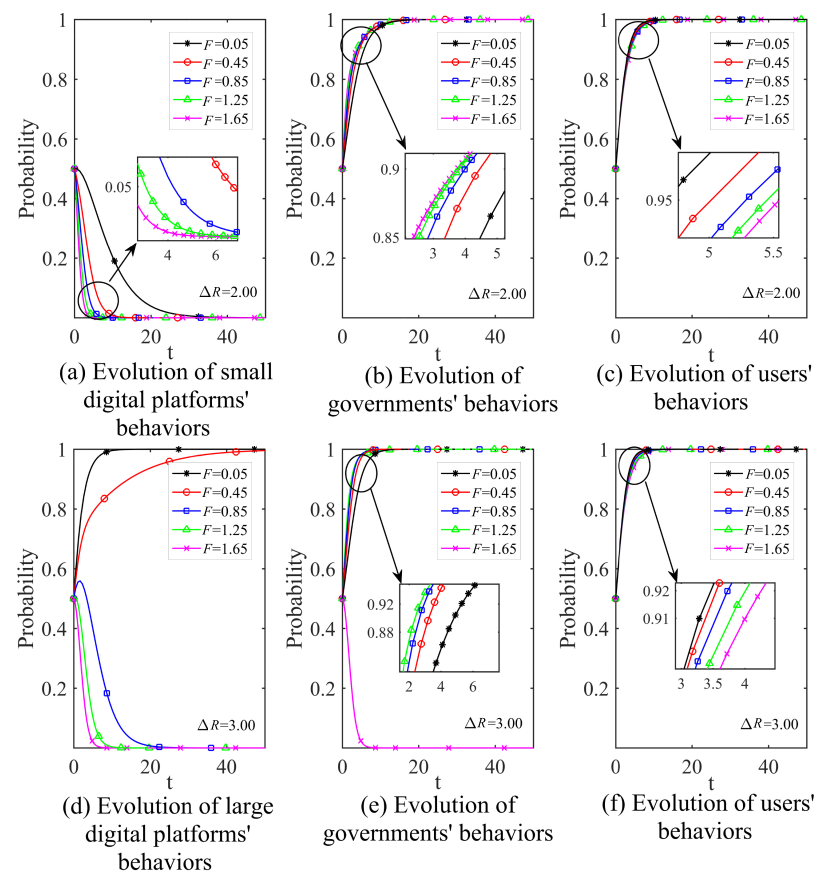 1
0.8
0.6
0.4
0.2
Probability
0
20
40
t
F=0.05
F=0.45
F=0.85
F=1.25
F=1.65
0.05
4
6
ΔR=2.00
(a) Evolution of small
digital platforms'
behaviors
1
0.8
0.6
0.4
0.2
Probability
0
20
40
t
F=0.05
F=0.45
F=0.85
F=1.25
F=1.65
0.9
0.85
3
4
5
ΔR=2.00
(b) Evolution of
governments' behaviors
1
0.8
0.6
0.4
0.2
Probability
0
20
40
t
F=0.05
F=0.45
F=0.85
F=1.25
F=1.65
0.95
5
5.5
ΔR=2.00
(c) Evolution of users'
behaviors
1
0.8
0.6
0.4
0.2
Probability
0
20
40
t
F=0.05
F=0.45
F=0.85
F=1.25
F=1.65
ΔR=3.00
(d) Evolution of large
digital platforms'
behaviors
1
0.8
0.6
0.4
0.2
Probability
0
20
40
t
F=0.05
F=0.45
F=0.85
F=1.25
F=1.65
0.92
0.88
2
4
6
ΔR=3.00
(e) Evolution of
governments' behaviors
1
0.8
0.6
0.4
0.2
Probability
0
20
40
t
F=0.05
F=0.45
F=0.85
F=1.25
F=1.65
0.92
0.91
3
3.5
4
ΔR=3.00
(f) Evolution of users'
behaviors